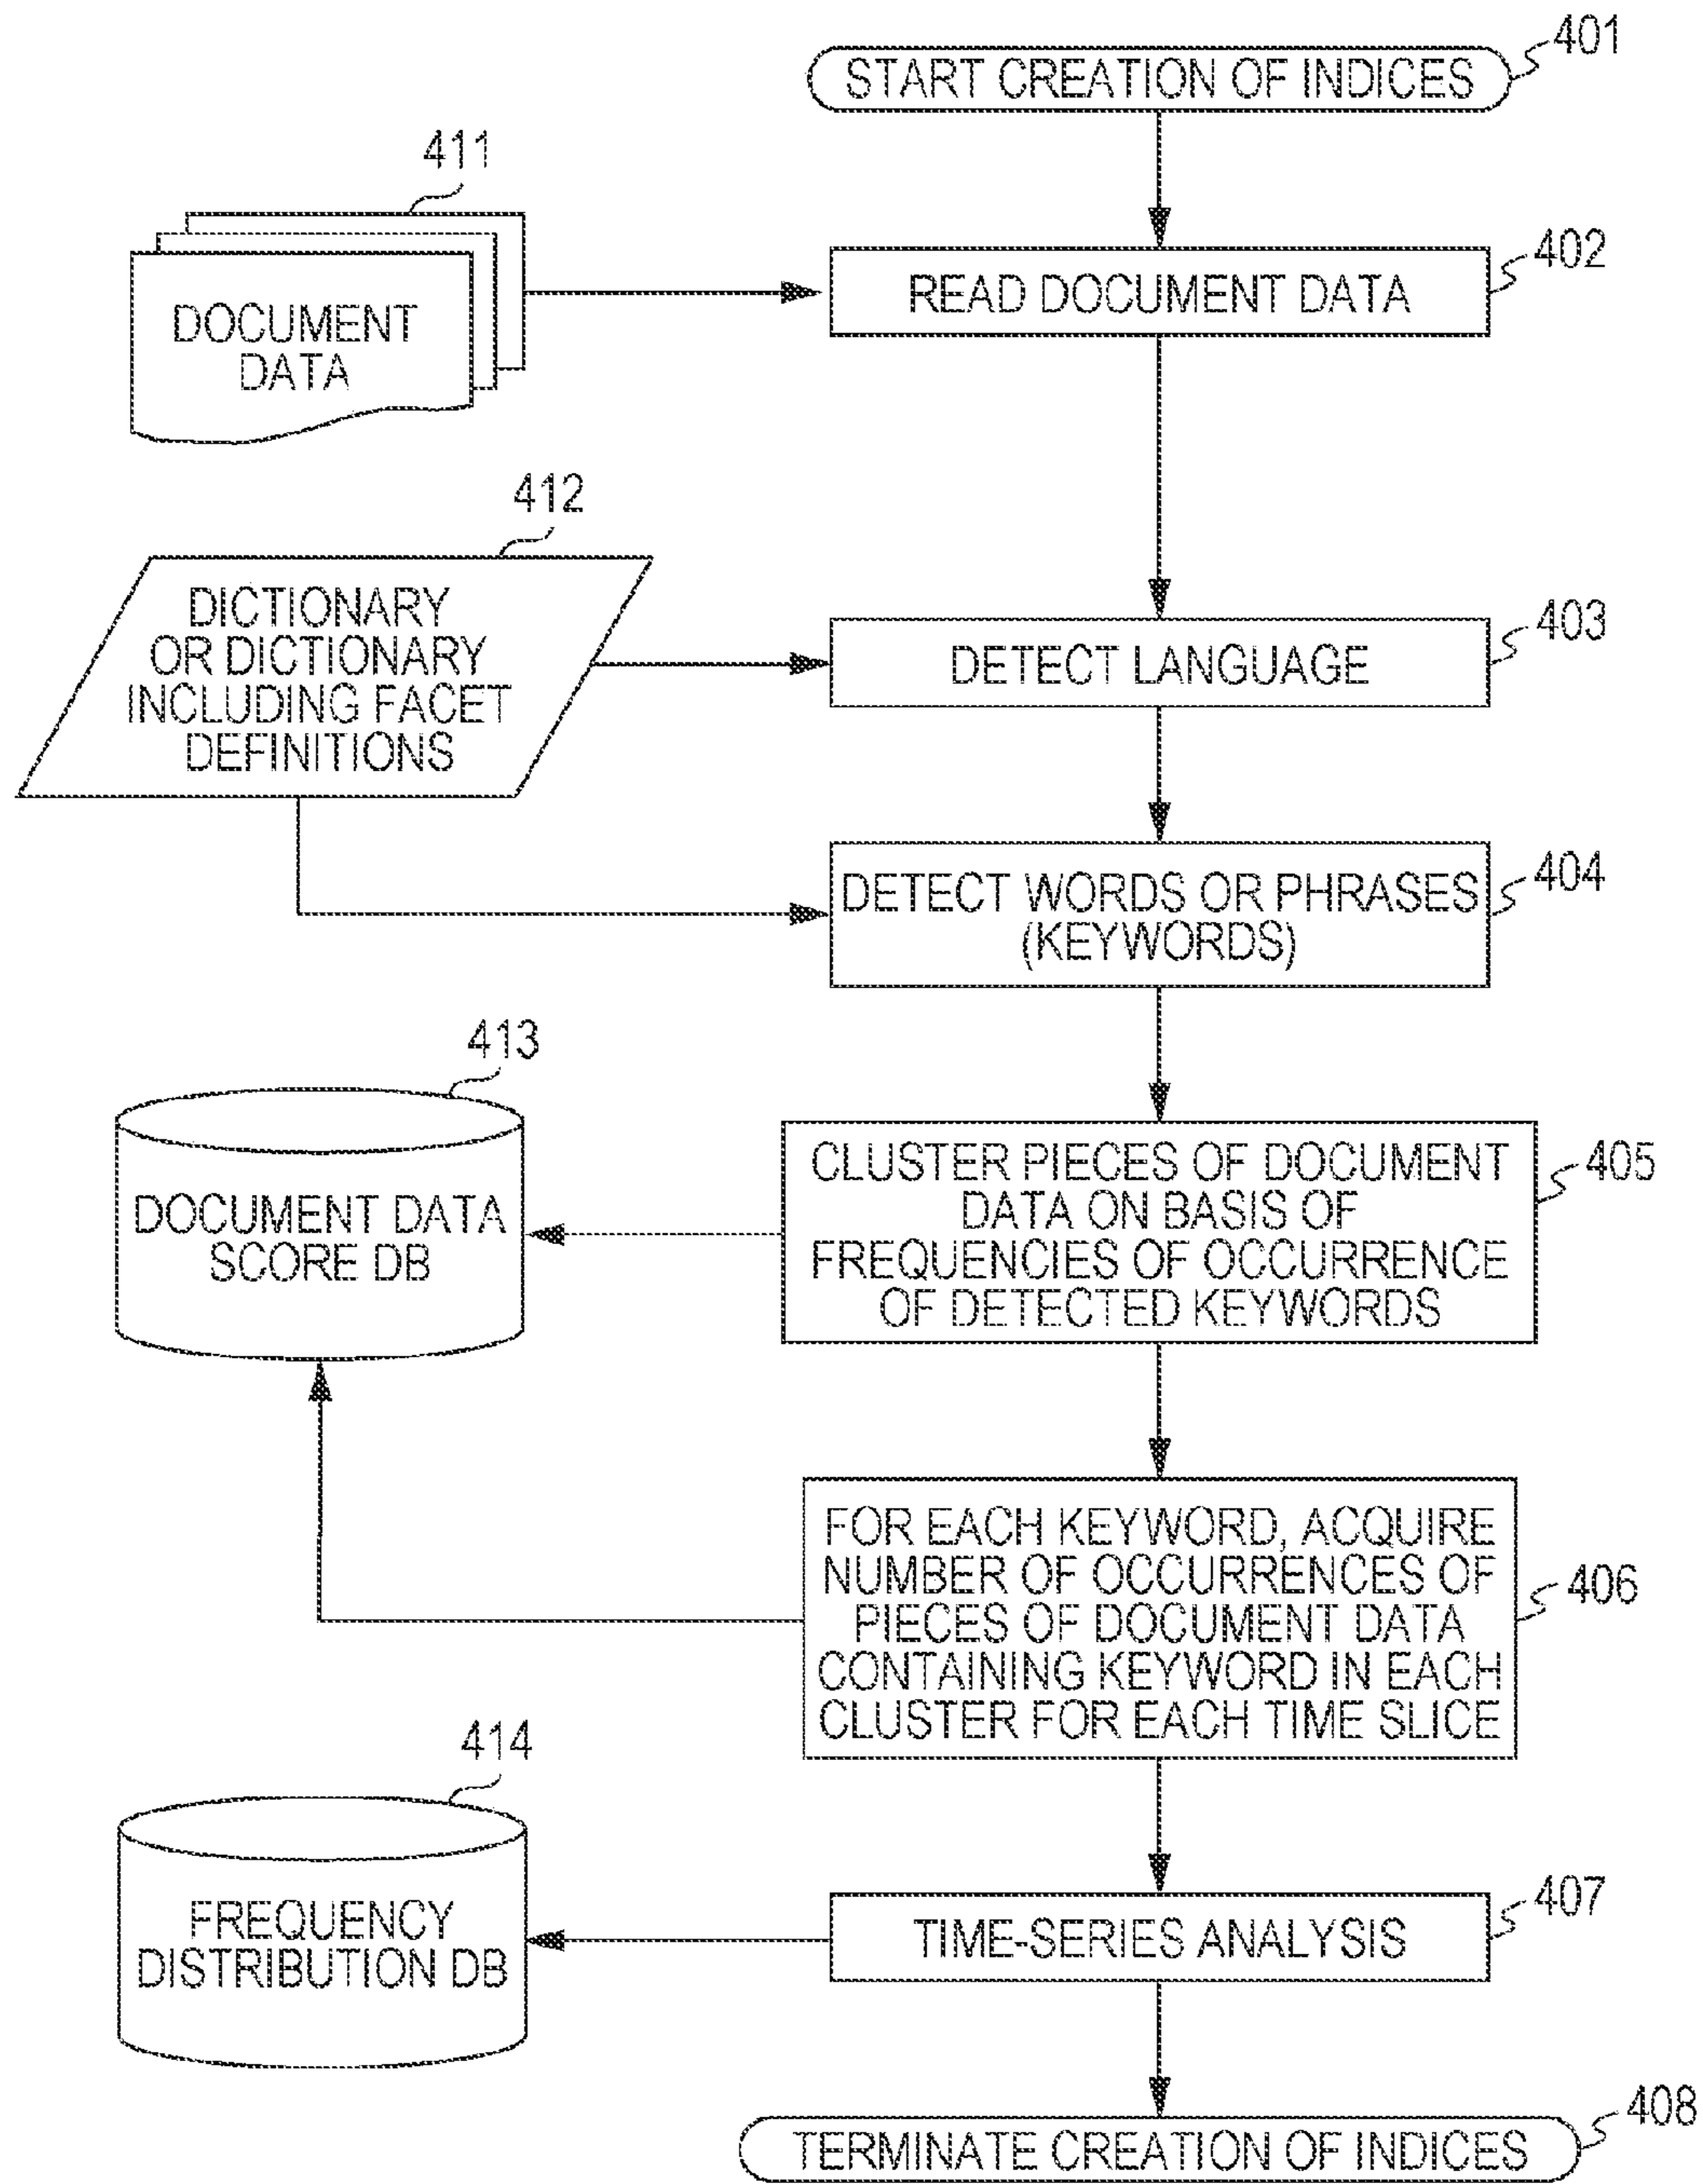 401
START CREATION OF INDICES
411
402
READ DOCUMENT DATA
DOCUMENT
DATA
412
DICTIONARY
OR DICTIONARY
INCLUDING FACET
DEFINITIONS
403
DETECT LANGUAGE
404
DETECT WORDS OR PHRASES
(KEYWORDS)
413
DOCUMENT DATA
SCORE DB
405
CLUSTER PIECES OF DOCUMENT
DATA ON BASIS OF
FREQUENCIES OF OCCURRENCE
OF DETECTED KEYWORDS
406
FOR EACH KEYWORD, ACQUIRE
NUMBER OF OCCURRENCES OF
PIECES OF DOCUMENT DATA
CONTAINING KEYWORD IN EACH
CLUSTER FOR EACH TIME SLICE
414
FREQUENCY
DISTRIBUTION DB
407
TIME-SERIES ANALYSIS
408
TERMINATE CREATION OF INDICES